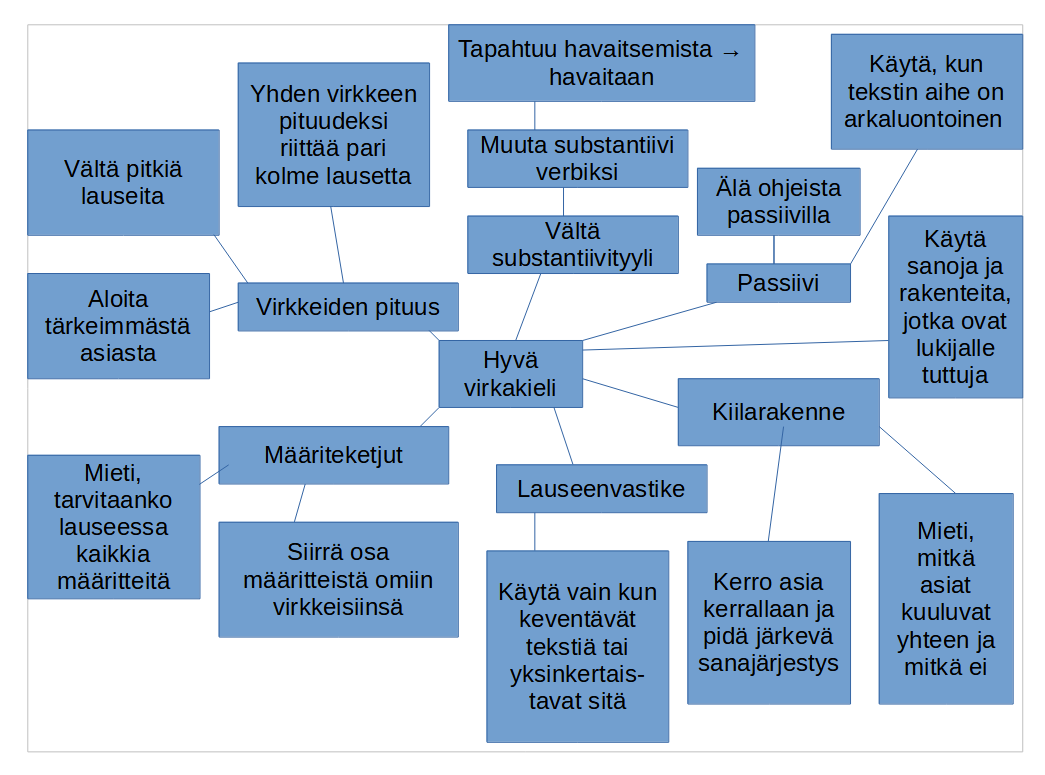 Tapahtuu havaitsemista →
havaitaan
Käytä, kun
tekstin aihe on
arkaluontoinen
Yhden virkkeen
pituudeksi
riittää pari
kolme lausetta
Vältä pitkiä
lauseita
Muuta substantiivi
verbiksi
Älä ohjeista
passiivilla
Vältä
substantiivityyli
Käytä
sanoja ja
rakenteita,
jotka ovat
lukijalle
tuttuja
Passiivi
Aloita
tärkeimmästä
asiasta
Virkkeiden pituus
Hyvä
virkakieli
Kiilarakenne
Määriteketjut
Mieti,
tarvitaanko
lauseessa
kaikkia
määritteitä
Lauseenvastike
Siirrä osa
määritteistä omiin
virkkeisiinsä
Käytä vain kun
keventävät
tekstiä tai
yksinkertais-
tavat sitä
Kerro asia
kerrallaan ja
pidä järkevä
sanajärjestys
Mieti,
mitkä
asiat
kuuluvat
yhteen ja
mitkä ei